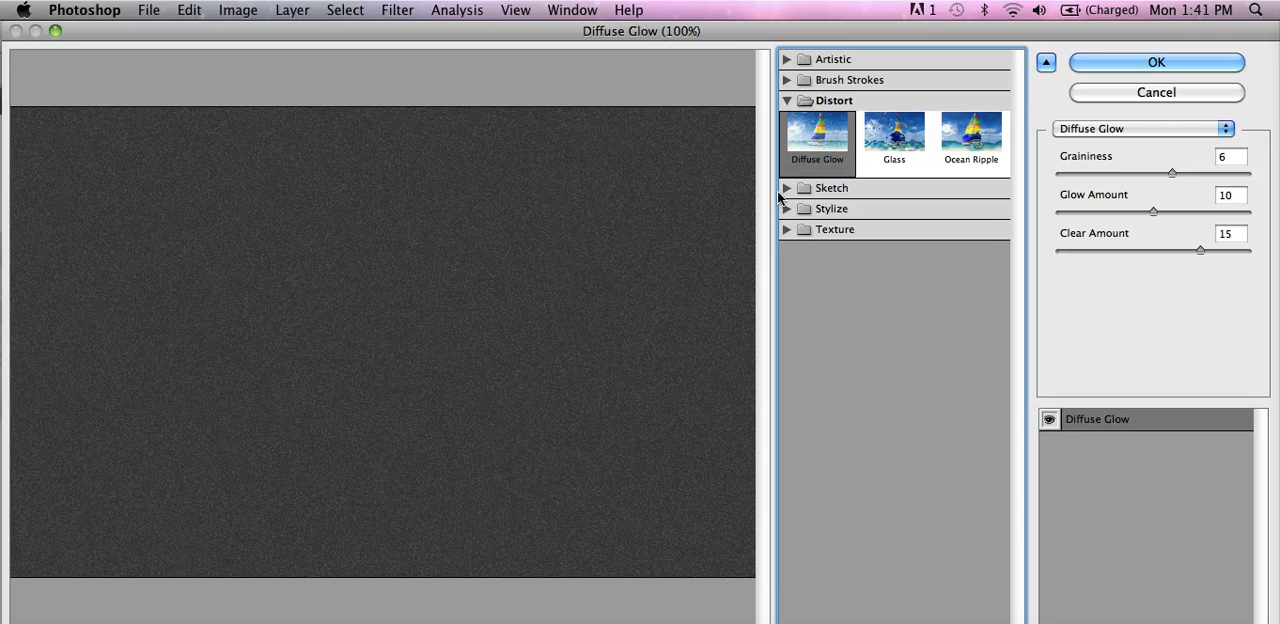 Photoshop File Edit Image Layer Select Filter Analysis View Window Help 1 (Charged) Mon 1:41 PM
Diffuse Glow (100%)
Artistic
Brush Strokes
Distort
Diffuse Glow Glass Ocean Ripple
Sketch
Stylize
Texture
OK
Cancel
Diffuse Glow
Graininess 6
Glow Amount 10
Clear Amount 15
Diffuse Glow